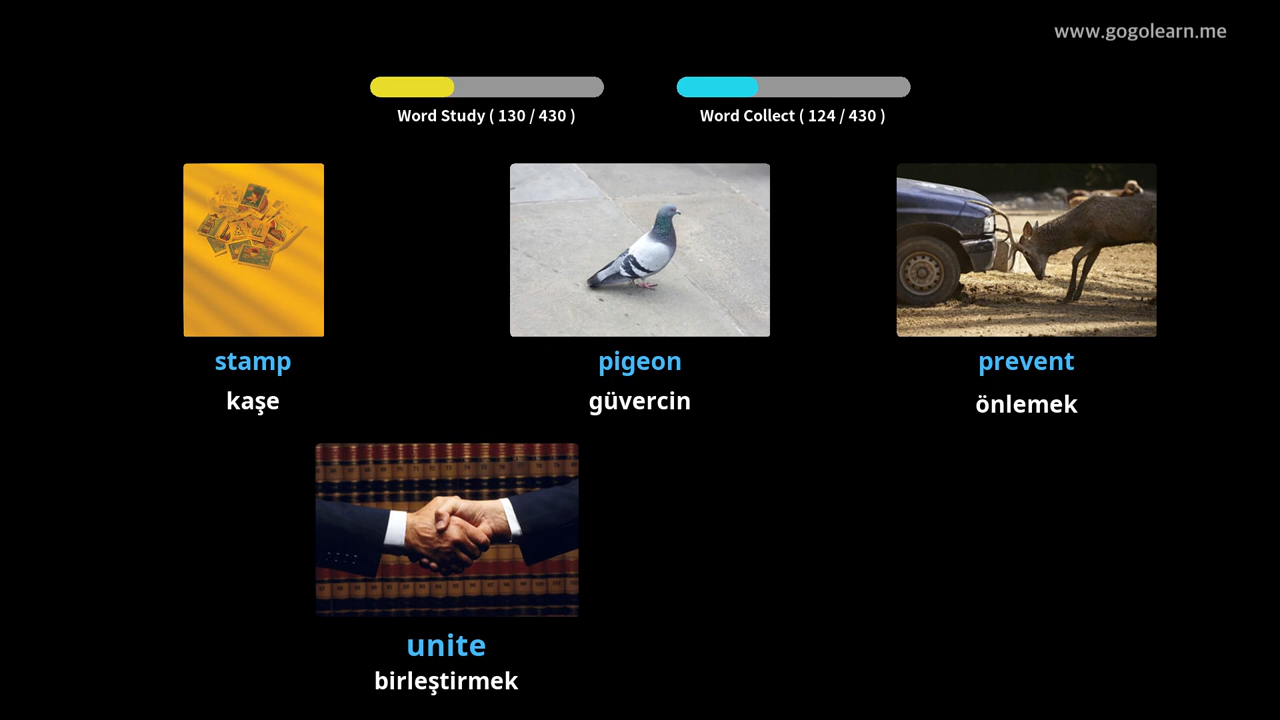 www.gogolearn.me
Word Study ( 130 / 430 )
Word Collect ( 124 / 430 )
stamp
kaşe
pigeon
güvercin
prevent
önlemek
unite
birleştirmek